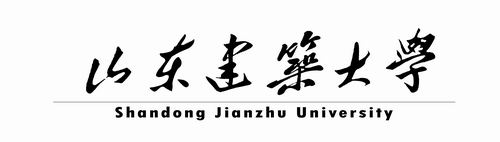 山东建築大學
Shandong Jianzhu University